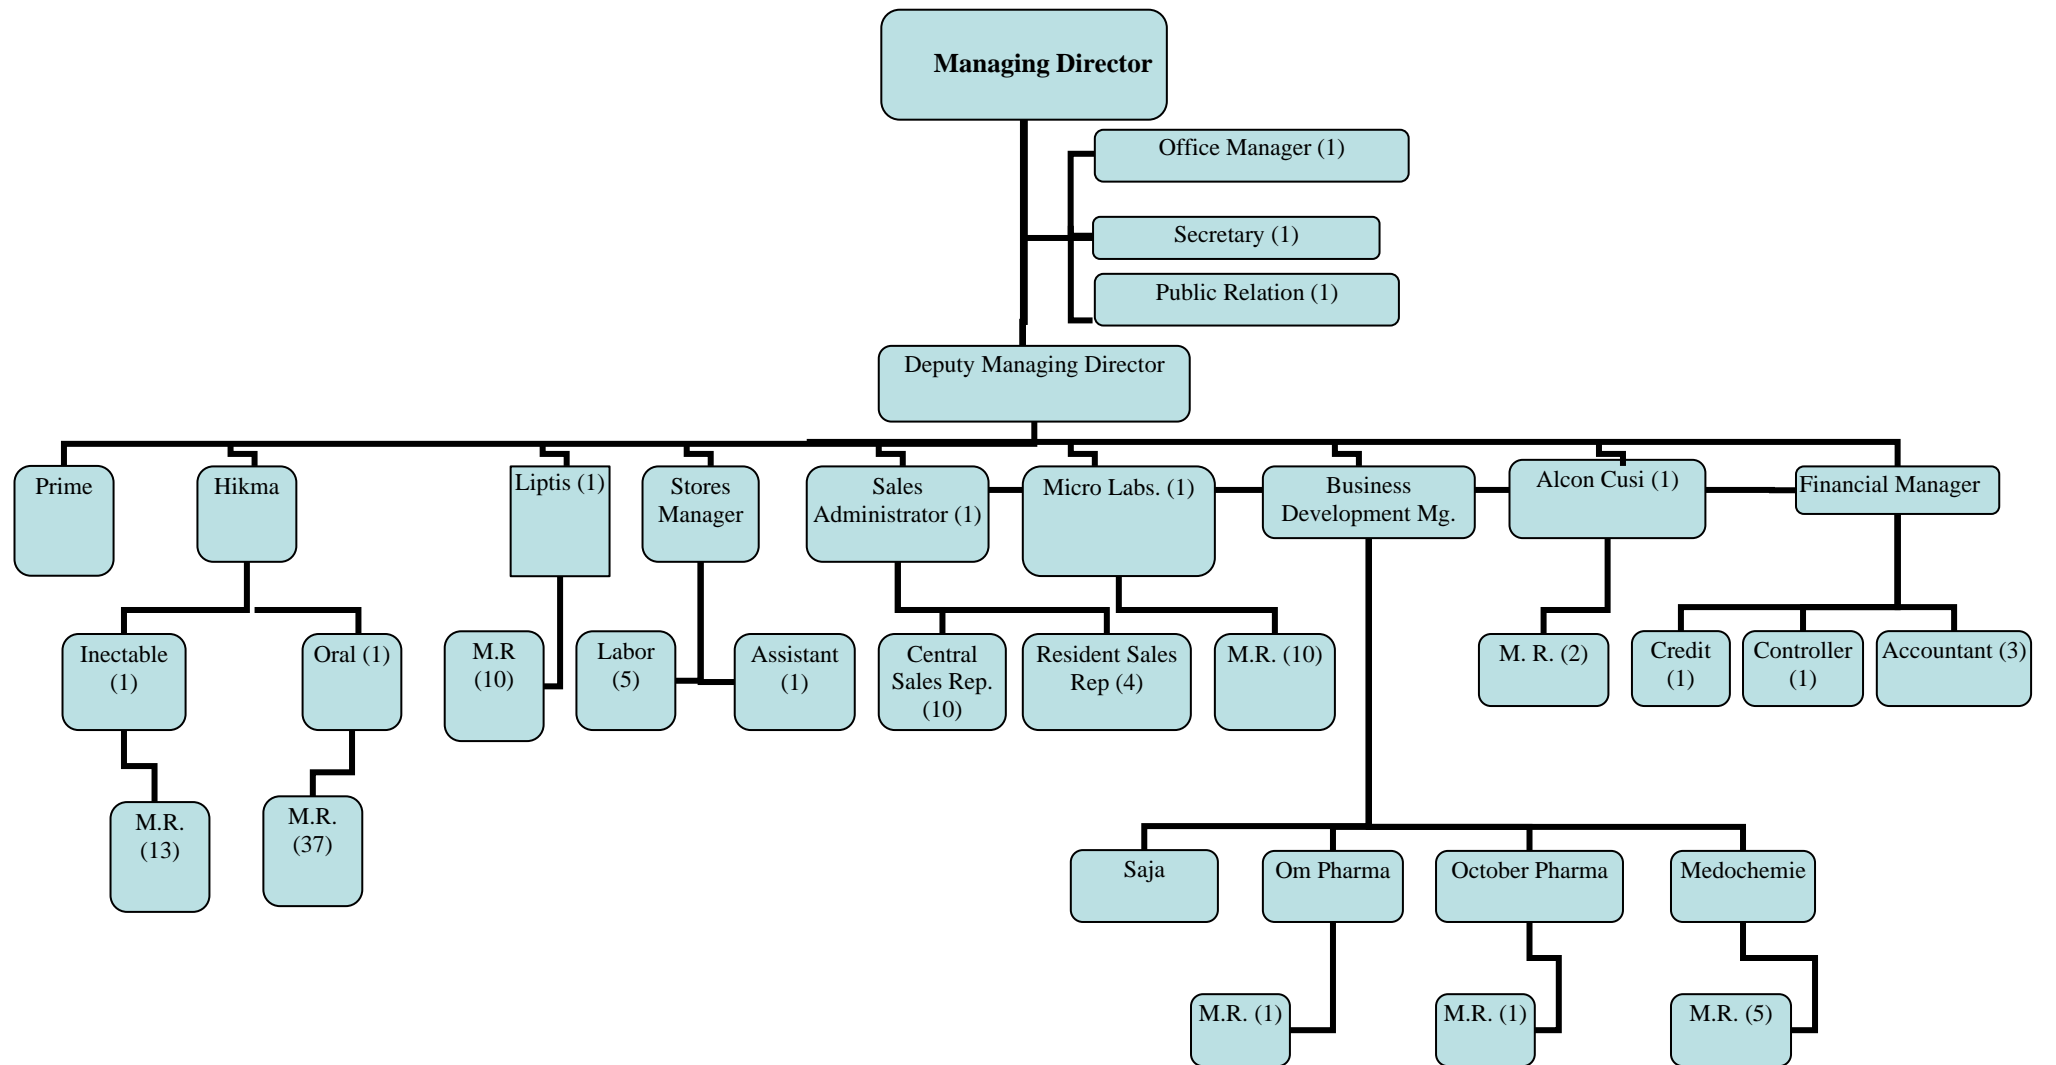 Managing Director
Office Manager (1)
Secretary (1)
Public Relation (1)
Deputy Managing Director
Prime
Hikma
Liptis (1)
Stores
Manager
Sales
Administrator (1)
Micro Labs. (1)
Business
Development Mg.
Alcon Cusi (1)
Financial Manager
Inectable
(1)
Oral (1)
M.R
(10)
Labor
(5)
Assistant
(1)
Central
Sales Rep.
(10)
Resident Sales
Rep (4)
M.R. (10)
M. R. (2)
Credit
(1)
Controller
(1)
Accountant (3)
M.R.
(13)
M.R.
(37)
Saja
Om Pharma
October Pharma
Medochemie
M.R. (1)
M.R. (1)
M.R. (5)